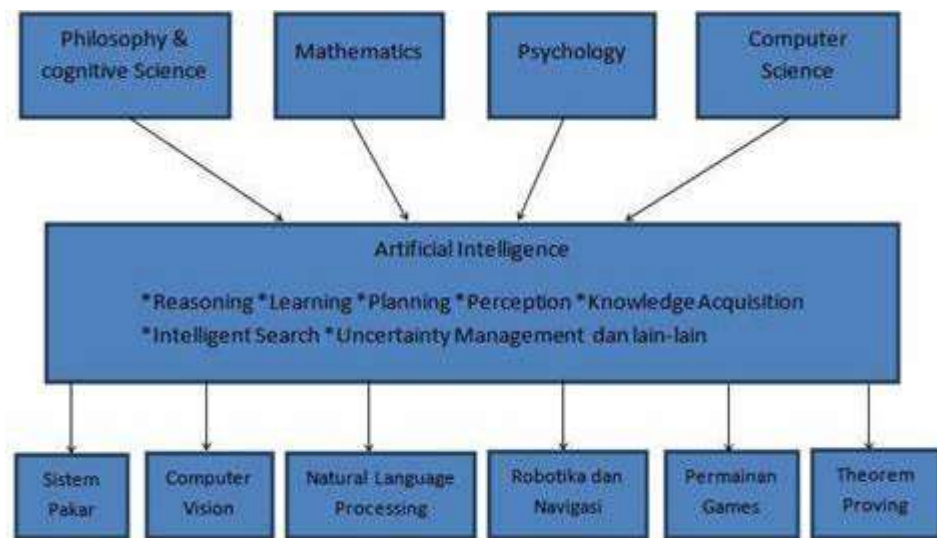 Philosophy &
cognitive Science
Mathematics
Psychology
Computer
Science
Artificial Intelligence
*Reasoning *Learning *Planning *Perception *Knowledge Acquisition
*Intelligent Search *Uncertainty Management dan lain-lain
Sistem
Pakar
Computer
Vision
Natural Language
Processing
Robotika dan
Navigasi
Permainan
Games
Theorem
Proving